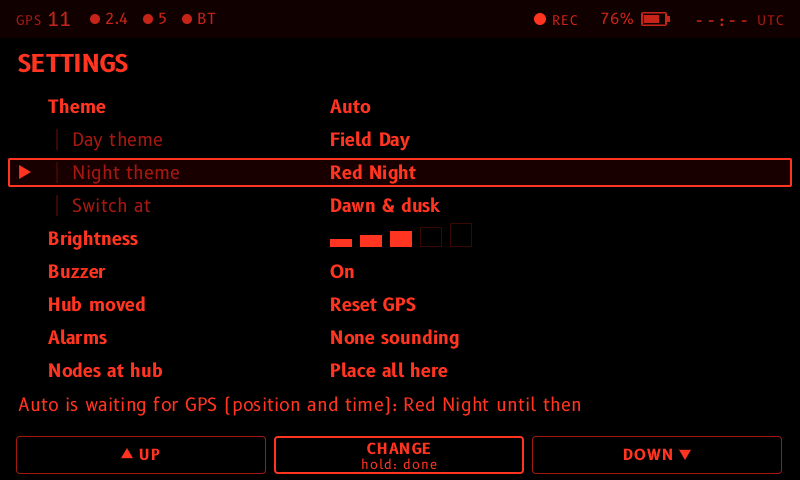 GPS 11 2.4 5 BT REC 76% --:-- UTC
SETTINGS
Theme Auto
Day theme Field Day
Night theme Red Night
Switch at Dawn & dusk
Brightness
Buzzer On
Hub moved Reset GPS
Alarms None sounding
Nodes at hub Place all here
Auto is waiting for GPS (position and time): Red Night until then
▲ UP CHANGE DOWN ▼
hold: done